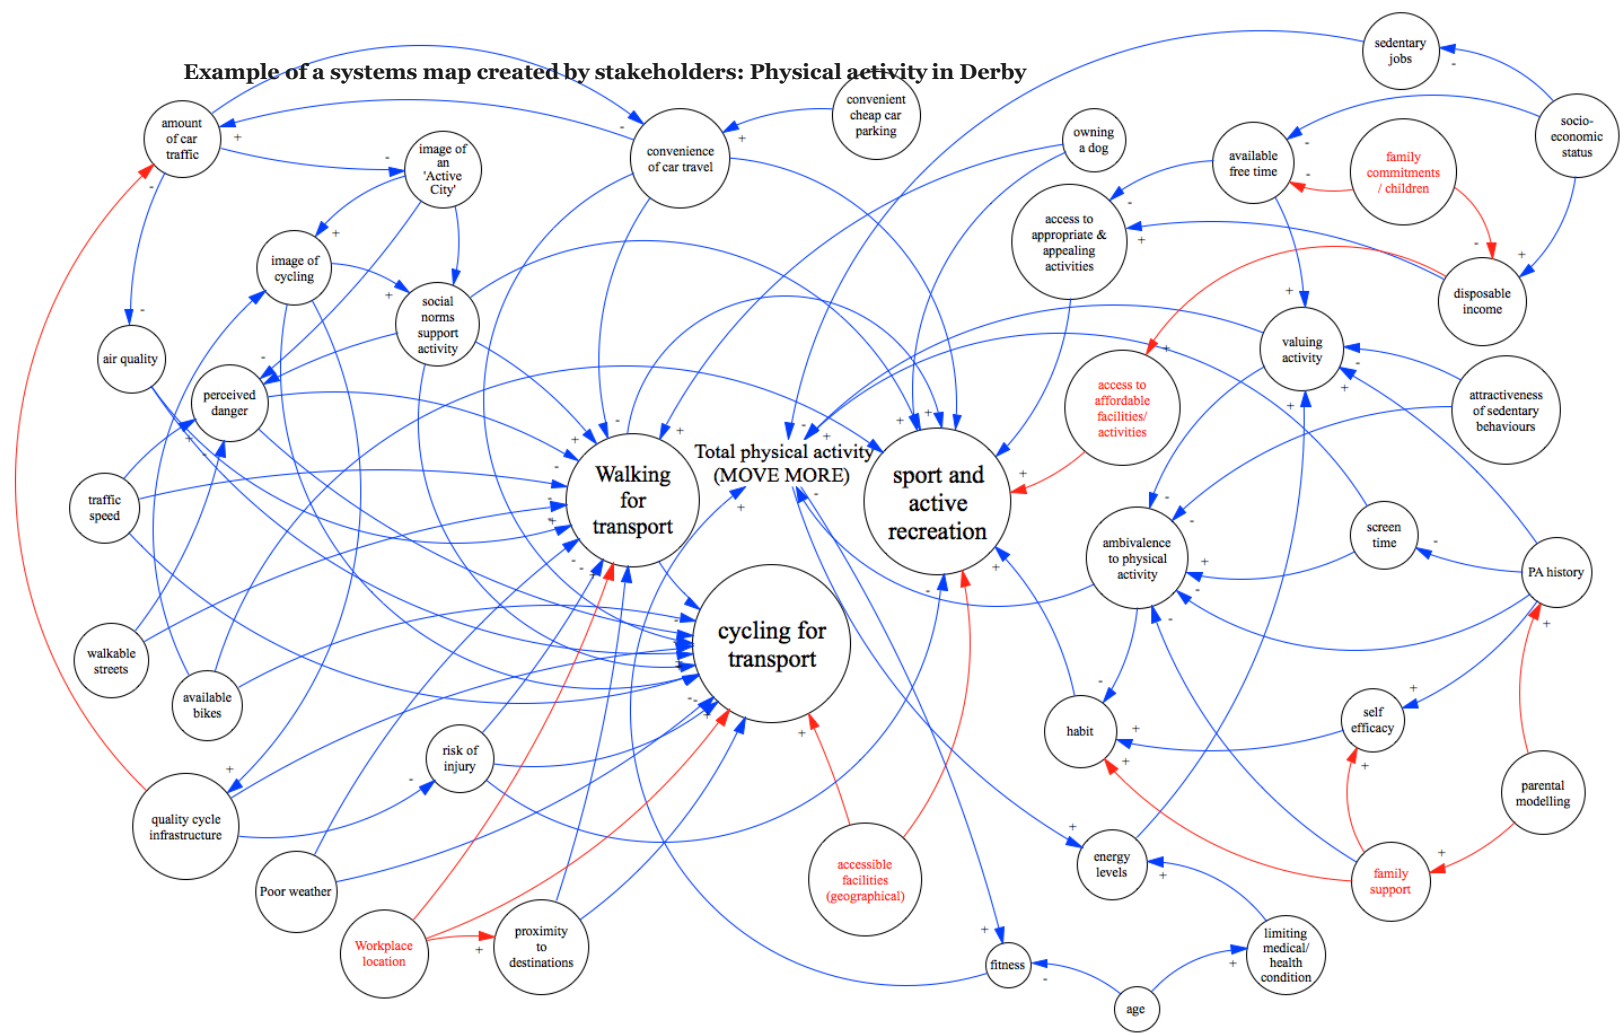 Example of a systems map created by stakeholders: Physical activity in Derby
sedentary
jobs
amount
of car
traffic
convenient
cheap car
parking
socio-
economic
status
image of
an
'Active
City'
convenience
of car travel
owning
a dog
available
free time
family
commitments
/ children
access to
appropriate &
appealing
activities
image of
cycling
disposable
income
social
norms
support
activity
air quality
valuing
activity
perceived
danger
access to
affordable
facilities/
activities
attractiveness
of sedentary
behaviours
Total physical activity
(MOVE MORE)
Walking
for
transport
sport and
active
recreation
traffic
speed
screen
time
ambivalence
to physical
activity
PA history
cycling for
transport
walkable
streets
available
bikes
self
efficacy
habit
risk of
injury
parental
modelling
quality cycle
infrastructure
energy
levels
accessible
facilities
(geographical)
family
support
Poor weather
Workplace
location
proximity
to
destinations
limiting
medical/
health
condition
fitness
age